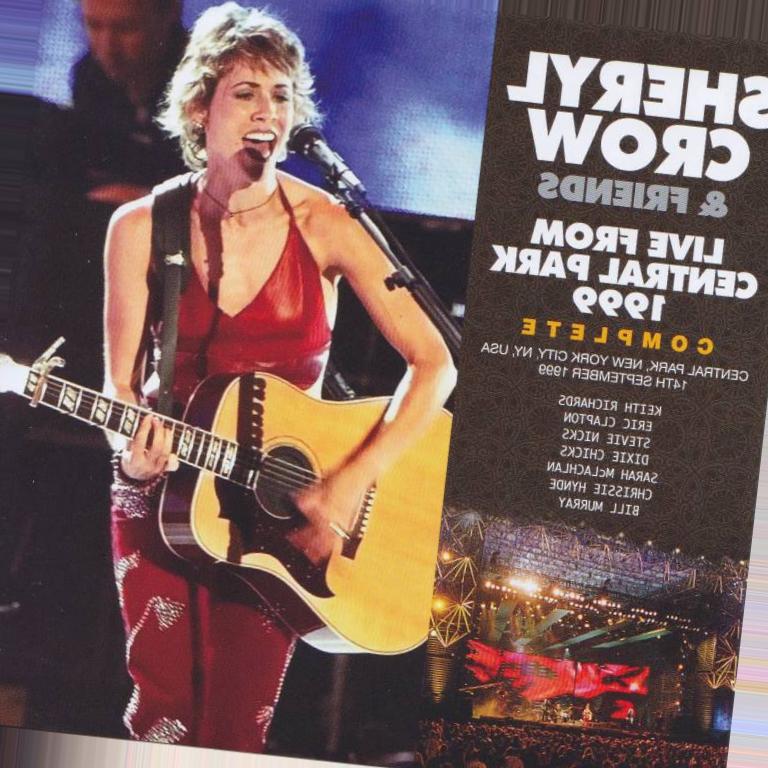 SHERYL
CROW
& FRIENDS
LIVE FROM
CENTRAL PARK
1999
COMPLETE
CENTRAL PARK, NEW YORK CITY, NY, USA
14TH SEPTEMBER 1999
KEITH RICHARDS
ERIC CLAPTON
STEVIE NICKS
DIXIE CHICKS
SARAH McLACHLAN
CHRISSIE HYNDE
BILL MURRAY